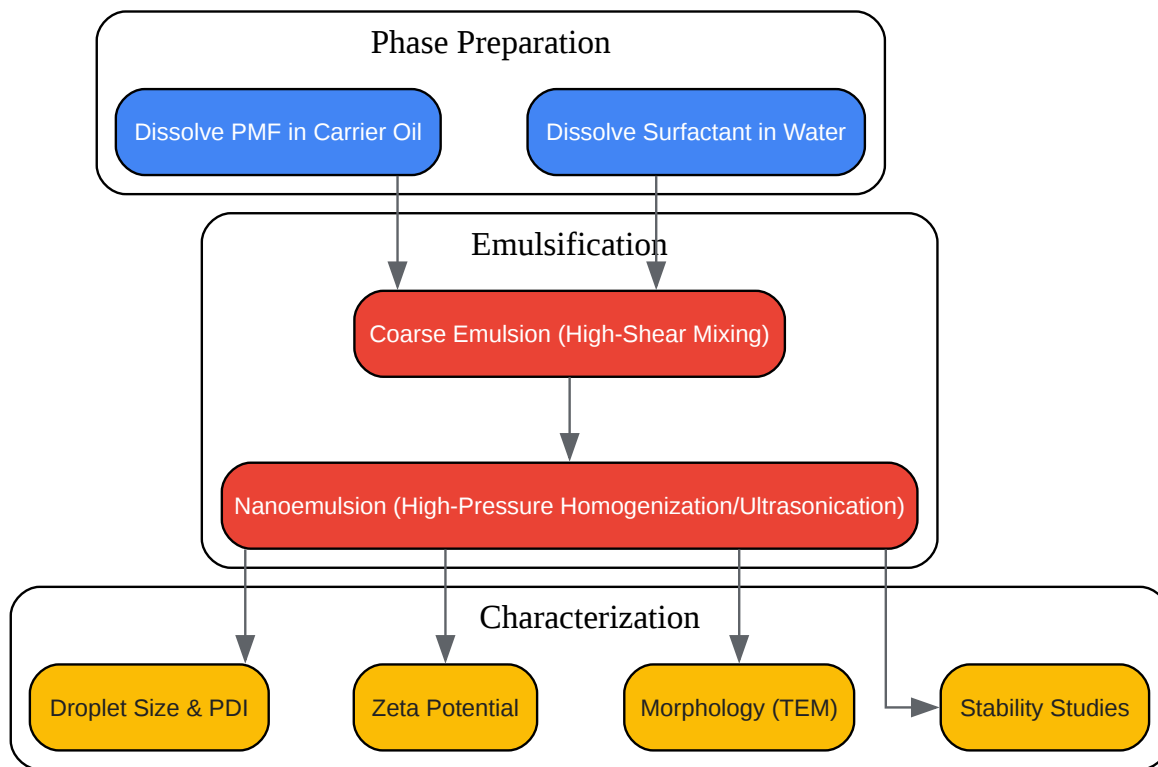 Phase Preparation
Dissolve PMF in Carrier Oil
Dissolve Surfactant in Water
Emulsification
Coarse Emulsion (High-Shear Mixing)
Nanoemulsion (High-Pressure Homogenization/Ultrasonication)
Characterization
Droplet Size & PDI
Zeta Potential
Morphology (TEM)
Stability Studies